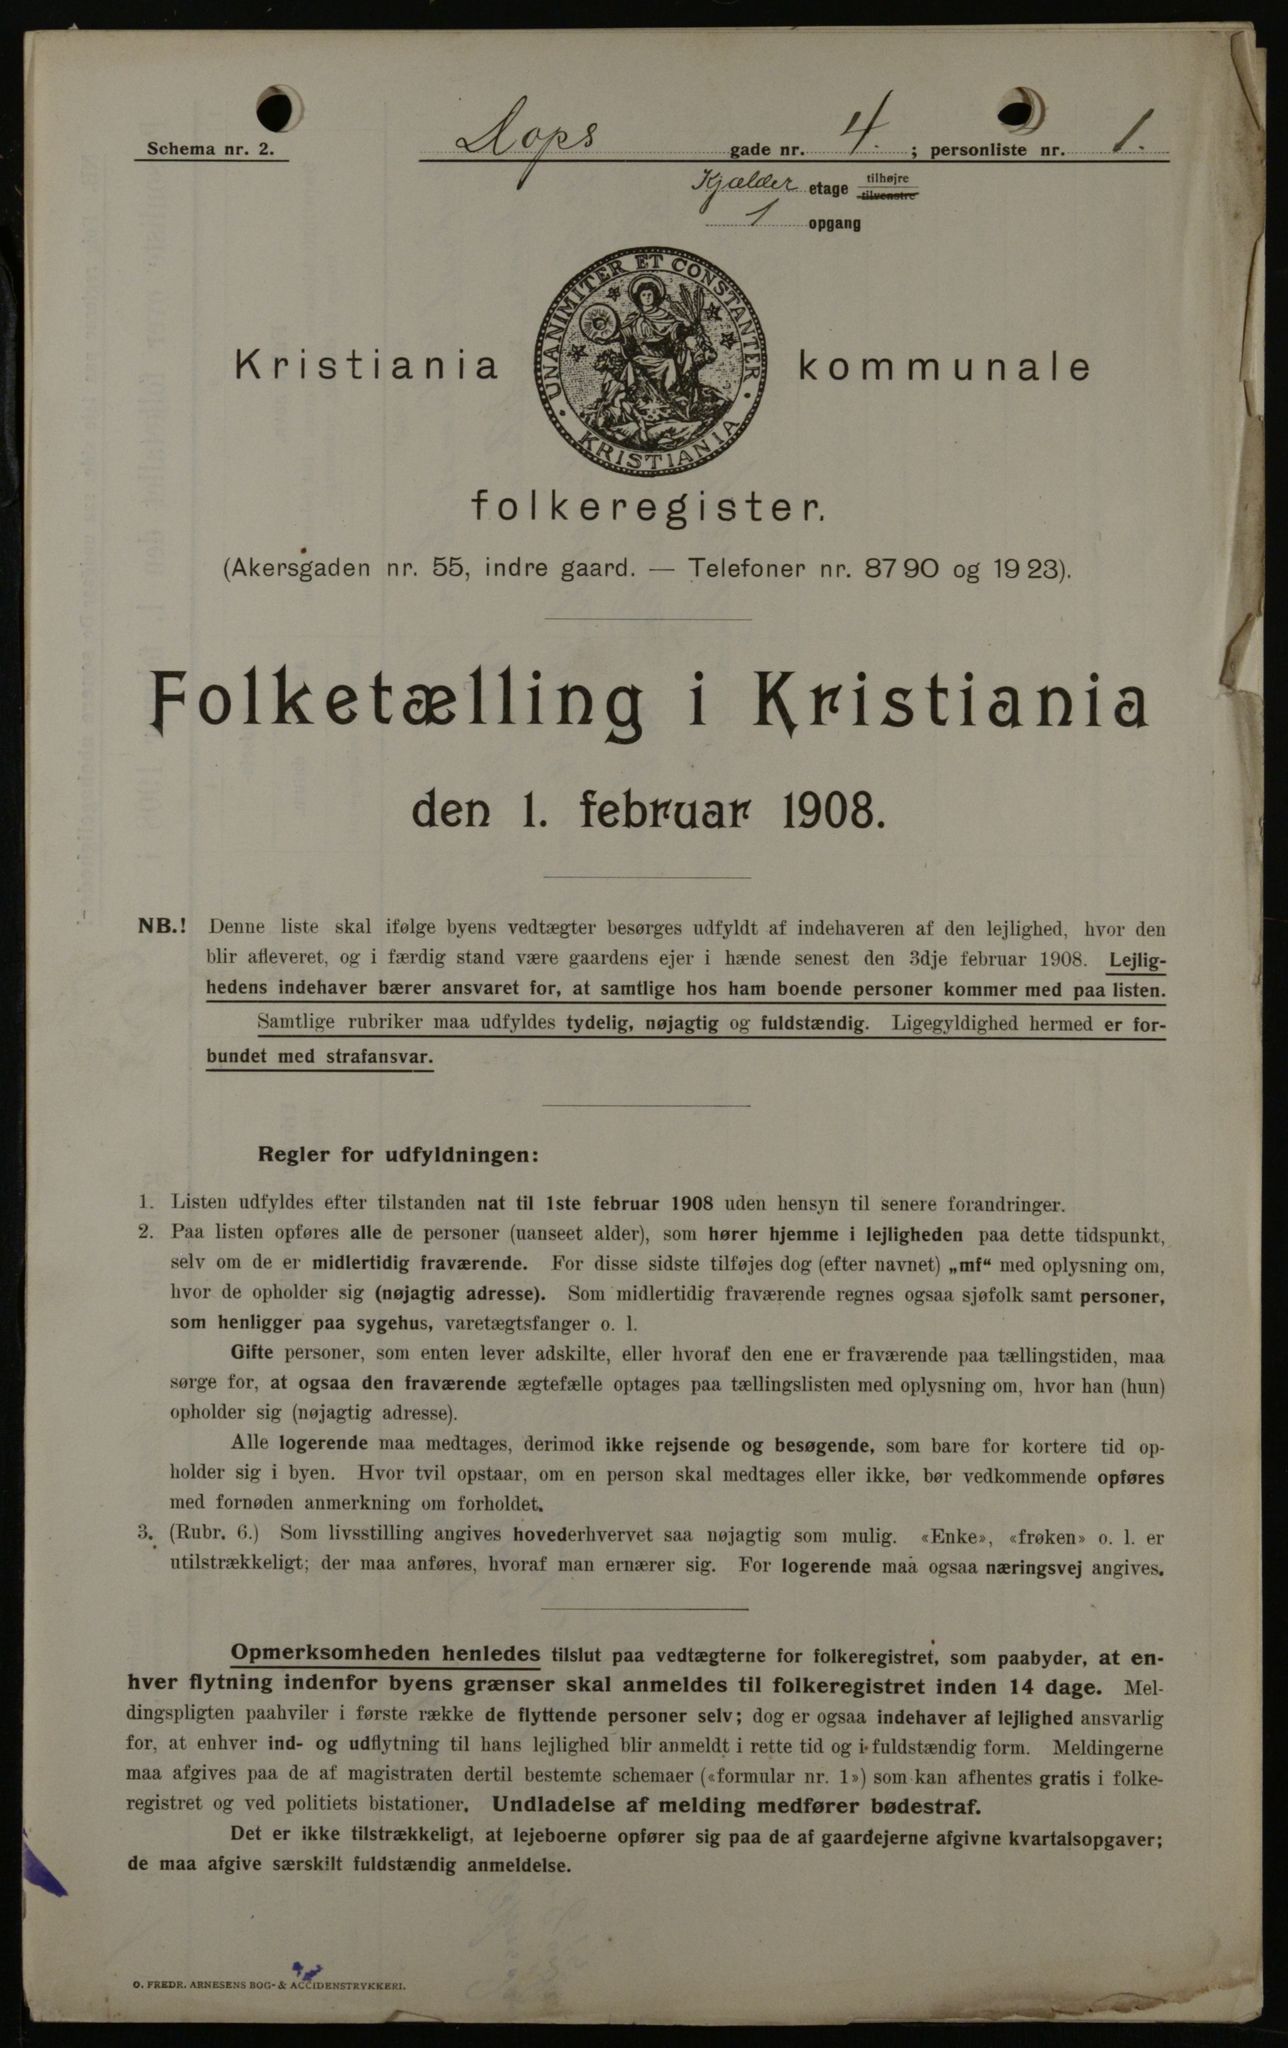 Schema nr. 2. Dops gade nr. 4. ; personliste nr. 1.
Kjælder etage tilhøjre
tilvenstre
1 opgang
UNANIMITER ET CONSTANTER
KRISTIANIA
Kristiania kommunale
folkeregister.
(Akersgaden nr. 55, indre gaard. — Telefoner nr. 87 90 og 19 23).
Folketælling i Kristiania
den 1. februar 1908.
NB.! Denne liste skal ifølge byens vedtægter besørges udfyldt af indehaveren af den lejlighed, hvor den
blir afleveret, og i færdig stand være gaardens ejer i hænde senest den 3dje februar 1908. Lejlig-
hedens indehaver bærer ansvaret for, at samtlige hos ham boende personer kommer med paa listen.
Samtlige rubriker maa udfyldes tydelig, nøjagtig og fuldstændig. Ligegyldighed hermed er for-
bundet med strafansvar.
Regler for udfyldningen:
1. Listen udfyldes efter tilstanden nat til 1ste februar 1908 uden hensyn til senere forandringer.
2. Paa listen opføres alle de personer (uanseet alder), som hører hjemme i lejligheden paa dette tidspunkt,
selv om de er midlertidig fraværende. For disse sidste tilføjes dog (efter navnet) „mf“ med oplysning om,
hvor de opholder sig (nøjagtig adresse). Som midlertidig fraværende regnes ogsaa sjøfolk samt personer,
som henligger paa sygehus, varetægtsfanger o. l.
Gifte personer, som enten lever adskilte, eller hvoraf den ene er fraværende paa tællingstiden, maa
sørge for, at ogsaa den fraværende ægtefælle optages paa tællingslisten med oplysning om, hvor han (hun)
opholder sig (nøjagtig adresse).
Alle logerende maa medtages, derimod ikke rejsende og besøgende, som bare for kortere tid op-
holder sig i byen. Hvor tvil opstaar, om en person skal medtages eller ikke, bør vedkommende opføres
med fornøden anmerkning om forholdet.
3. (Rubr. 6.) Som livsstilling angives hovederhvervet saa nøjagtig som mulig. «Enke», «frøken» o. l. er
utilstrækkeligt; der maa anføres, hvoraf man ernærer sig. For logerende maa ogsaa næringsvej angives.
Opmerksomheden henledes tilslut paa vedtægterne for folkeregistret, som paabyder, at en-
hver flytning indenfor byens grænser skal anmeldes til folkeregistret inden 14 dage. Mel-
dingspligten paahviler i første række de flyttende personer selv; dog er ogsaa indehaver af lejlighed ansvarlig
for, at enhver ind- og udflytning til hans lejlighed blir anmeldt i rette tid og i fuldstændig form. Meldingerne
maa afgives paa de af magistraten dertil bestemte schemaer («formular nr. 1») som kan afhentes gratis i folke-
registret og ved politiets bistationer. Undladelse af melding medfører bødestraf.
Det er ikke tilstrækkeligt, at lejeboerne opfører sig paa de af gaardejerne afgivne kvartalsopgaver;
de maa afgive særskilt fuldstændig anmeldelse.
O. FREDR. ARNESENS BOG- & ACCIDENSTRYKKERI.